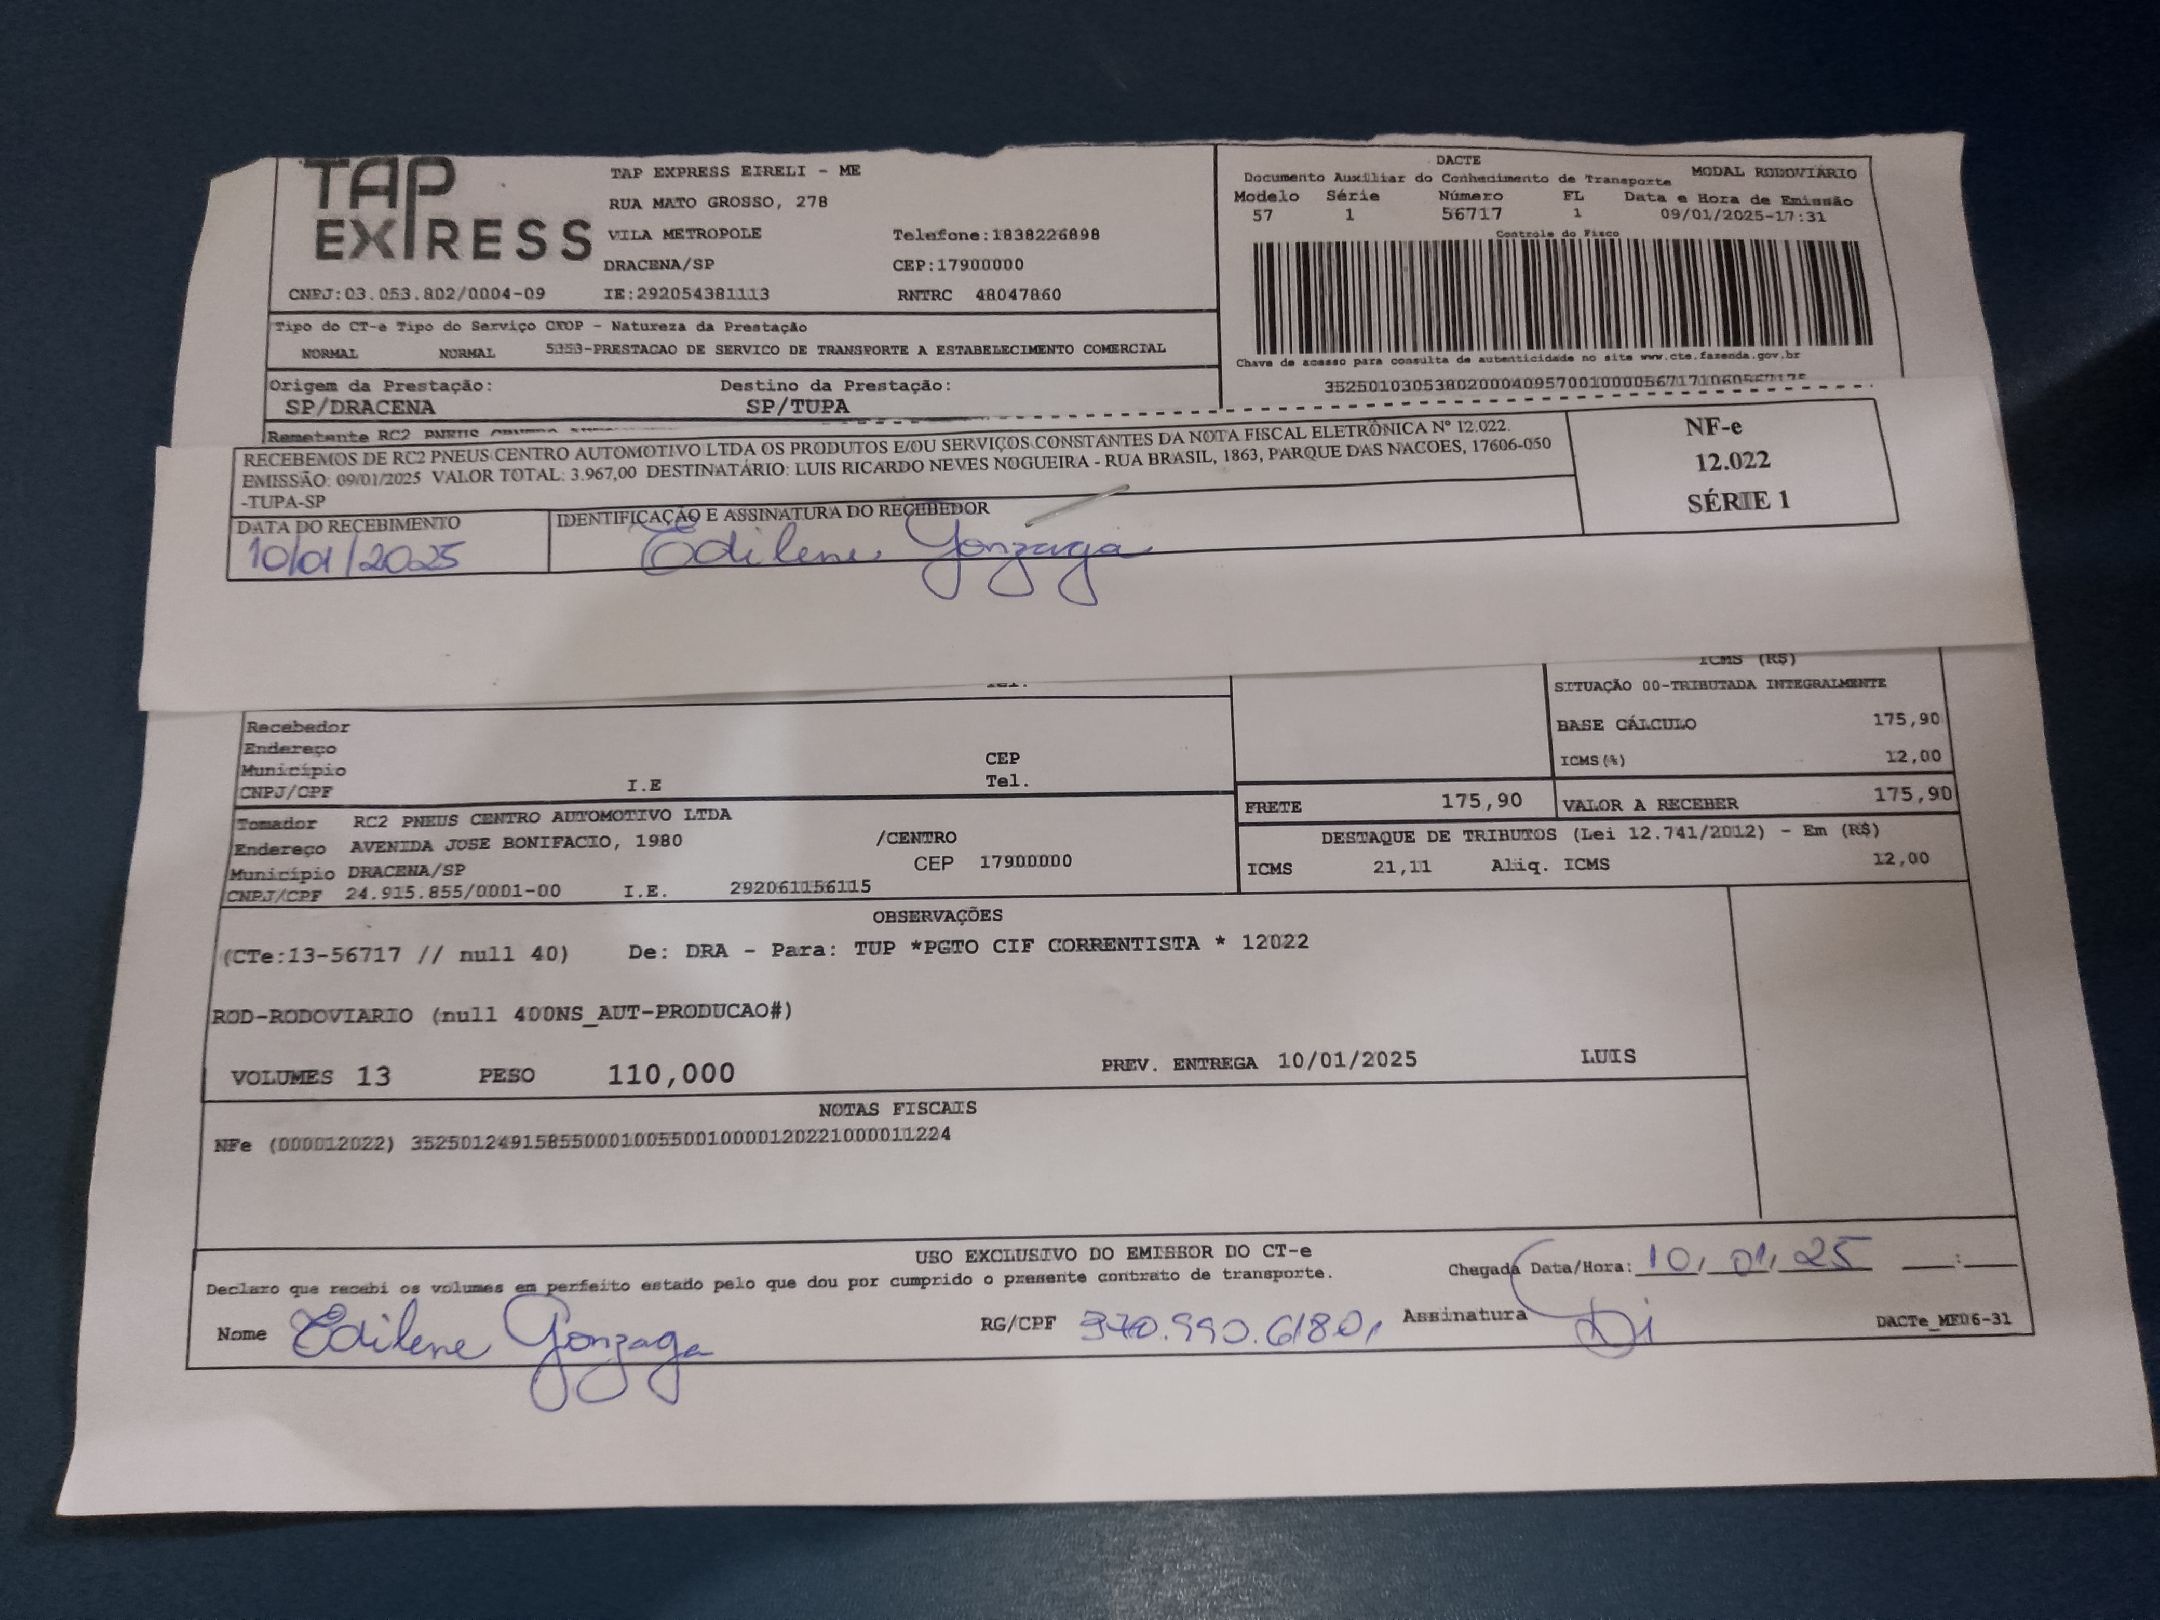 TAP EXPRESS
TAP EXPRESS EIRELI - ME
RUA MATO GROSSO, 278
VILA METROPOLE Telefone:1838226898
DRACENA/SP CEP:17900000
CNPJ:03.053.802/0004-09 IE:292054381113 RNTRC 48047860
DACTE
Documento Auxiliar do Conhecimento de Transporte MODAL RODOVIÁRIO
Modelo Série Número FL Data e Hora de Emissão
57 1 56717 1 09/01/2025-17:31
Controle do Fisco
Chave de acesso para consulta de autenticidade no site www.cte.fazenda.gov.br
Tipo do CT-e Tipo do Serviço CFOP - Natureza da Prestação
NORMAL NORMAL 5353-PRESTACAO DE SERVICO DE TRANSPORTE A ESTABELECIMENTO COMERCIAL
Origem da Prestação: Destino da Prestação:
SP/DRACENA SP/TUPA
Remetente RC2 PNEUS
RECEBEMOS DE RC2 PNEUS CENTRO AUTOMOTIVO LTDA OS PRODUTOS E/OU SERVIÇOS CONSTANTES DA NOTA FISCAL ELETRÔNICA Nº 12.022.
EMISSÃO: 09/01/2025 VALOR TOTAL: 3.967,00 DESTINATÁRIO: LUIS RICARDO NEVES NOGUEIRA - RUA BRASIL, 1863, PARQUE DAS NACOES, 17606-050
-TUPA-SP
NF-e
12.022
SÉRIE 1
DATA DO RECEBIMENTO IDENTIFICAÇÃO E ASSINATURA DO RECEBEDOR
10/01/2025 Edilene Gonzaga
ICMS (R$)
SITUAÇÃO 00-TRIBUTADA INTEGRALMENTE
BASE CÁLCULO 175,90
ICMS(%) 12,00
Recebedor
Endereço
Município CEP
CNPJ/CPF I.E Tel.
FRETE 175,90 VALOR A RECEBER 175,90
Tomador RC2 PNEUS CENTRO AUTOMOTIVO LTDA
Endereço AVENIDA JOSE BONIFACIO, 1980 /CENTRO
Município DRACENA/SP CEP 17900000
CNPJ/CPF 24.915.855/0001-00 I.E. 292061156115
DESTAQUE DE TRIBUTOS (Lei 12.741/2012) - Em (R$)
ICMS 21,11 Aliq. ICMS 12,00
OBSERVAÇÕES
(CTe:13-56717 // null 40) De: DRA - Para: TUP *PGTO CIF CORRENTISTA * 12022
ROD-RODOVIARIO (null 400NS_AUT-PRODUCAO#)
VOLUMES 13 PESO 110,000 PREV. ENTREGA 10/01/2025 LUIS
NOTAS FISCAIS
NFe (000012022) 35250124915855000100550010000120221000011224
USO EXCLUSIVO DO EMISSOR DO CT-e
Declaro que recebi os volumes em perfeito estado pelo que dou por cumprido o presente contrato de transporte. Chegada Data/Hora: 10/01/25 __:__
Nome Edilene Gonzaga RG/CPF Assinatura Di DACTe_MED6-31